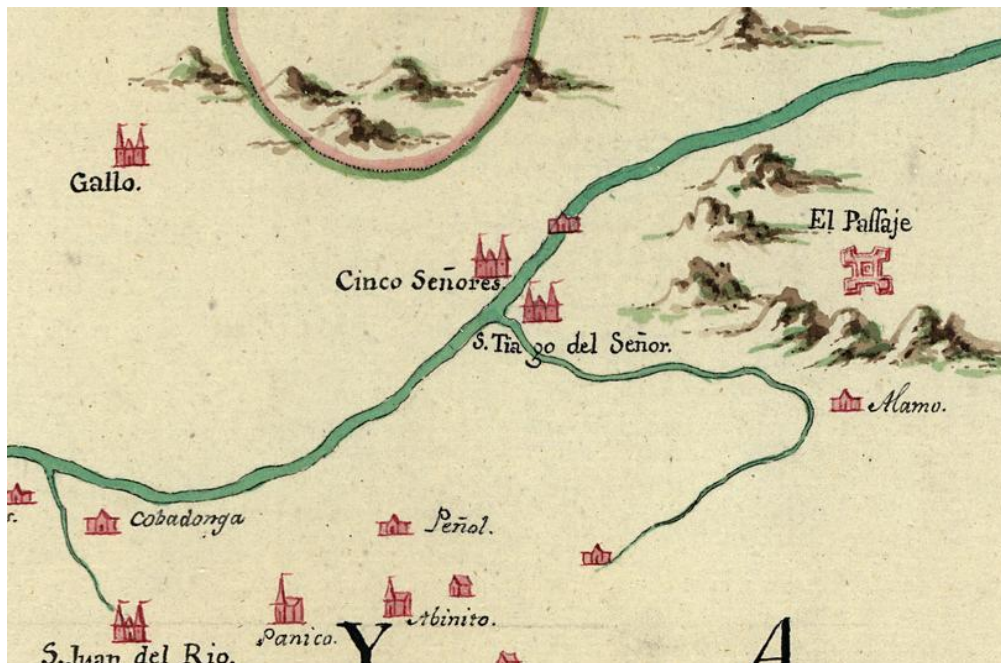 Gallo.
El Paſſaje
Cinco Señores
S. Tiago del Señor.
Alamo.
r.
Cobadonga
Peñol.
Abinito.
Panico.
Y
A
S. Juan del Rio.